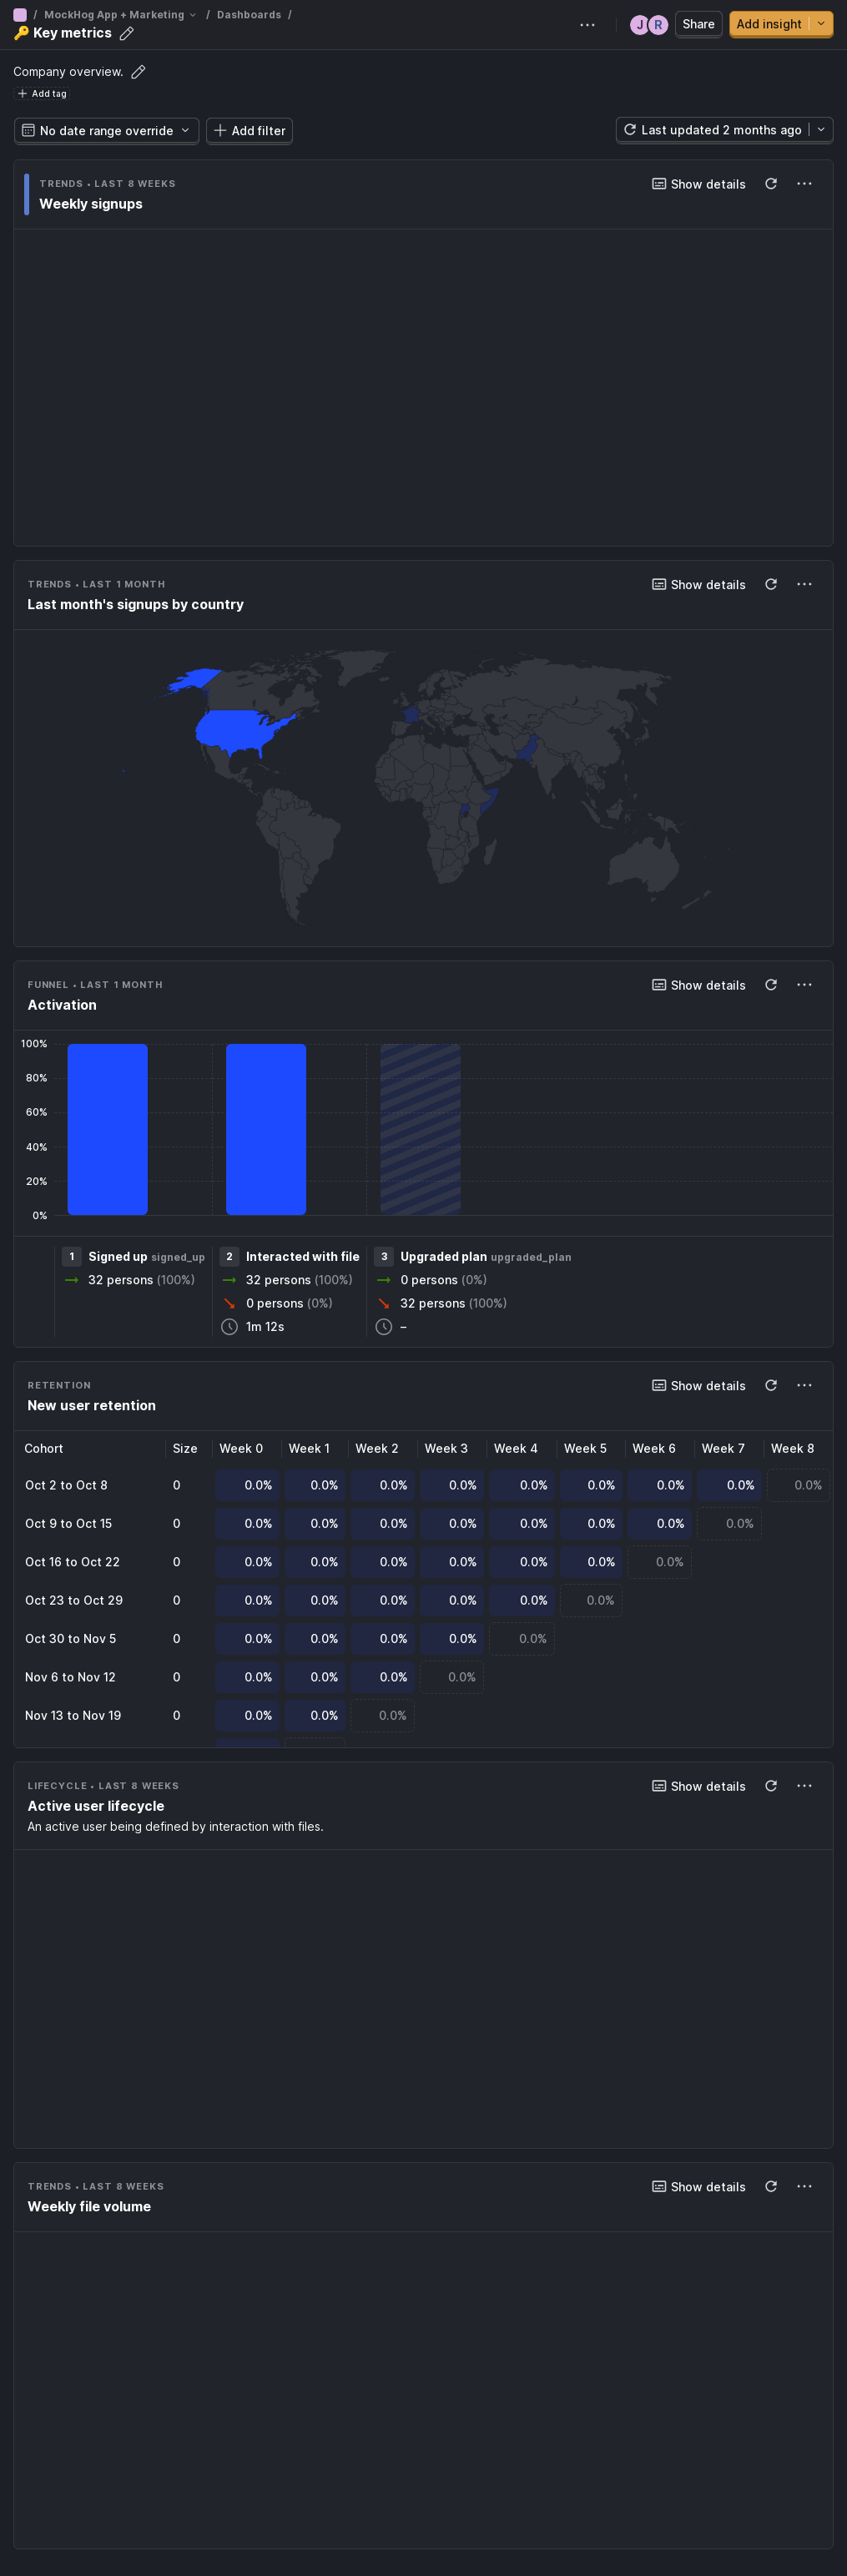 / MockHog App + Marketing / Dashboards /
🔑 Key metrics
J R Share Add insight
Company overview.
Add tag
No date range override Add filter Last updated 2 months ago
TRENDS • LAST 8 WEEKS Show details
Weekly signups
TRENDS • LAST 1 MONTH Show details
Last month's signups by country
FUNNEL • LAST 1 MONTH Show details
Activation
100%
80%
60%
40%
20%
0%
1 Signed up signed_up 2 Interacted with file 3 Upgraded plan upgraded_plan
32 persons (100%) 32 persons (100%) 0 persons (0%)
0 persons (0%) 32 persons (100%)
1m 12s –
RETENTION Show details
New user retention
Cohort Size Week 0 Week 1 Week 2 Week 3 Week 4 Week 5 Week 6 Week 7 Week 8
Oct 2 to Oct 8 0 0.0% 0.0% 0.0% 0.0% 0.0% 0.0% 0.0% 0.0% 0.0%
Oct 9 to Oct 15 0 0.0% 0.0% 0.0% 0.0% 0.0% 0.0% 0.0% 0.0%
Oct 16 to Oct 22 0 0.0% 0.0% 0.0% 0.0% 0.0% 0.0% 0.0%
Oct 23 to Oct 29 0 0.0% 0.0% 0.0% 0.0% 0.0% 0.0%
Oct 30 to Nov 5 0 0.0% 0.0% 0.0% 0.0% 0.0%
Nov 6 to Nov 12 0 0.0% 0.0% 0.0% 0.0%
Nov 13 to Nov 19 0 0.0% 0.0% 0.0%
LIFECYCLE • LAST 8 WEEKS Show details
Active user lifecycle
An active user being defined by interaction with files.
TRENDS • LAST 8 WEEKS Show details
Weekly file volume